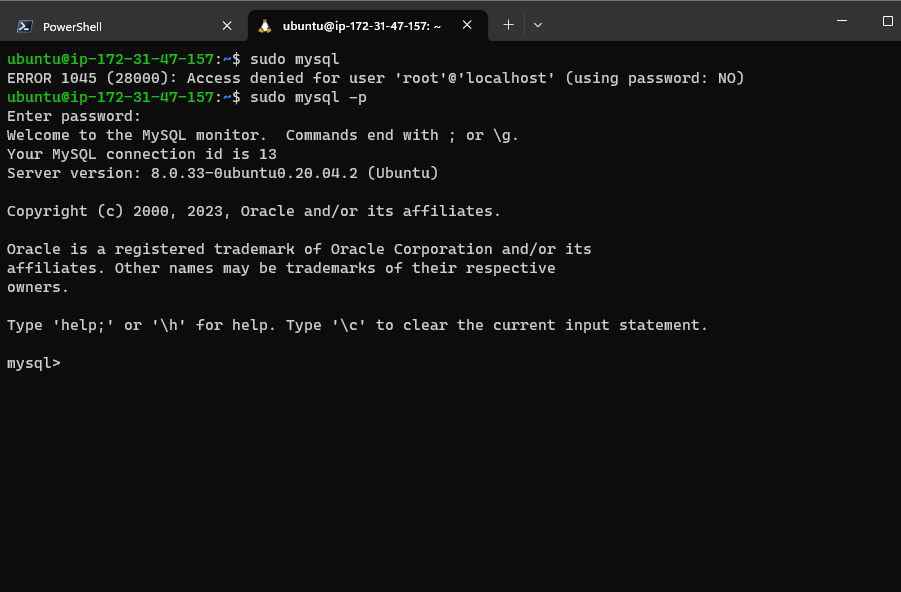 PowerShell
ubuntu@ip-172-31-47-157: ~
ubuntu@ip-172-31-47-157:~$ sudo mysql
ERROR 1045 (28000): Access denied for user 'root'@'localhost' (using password: NO)
ubuntu@ip-172-31-47-157:~$ sudo mysql -p
Enter password:
Welcome to the MySQL monitor.  Commands end with ; or \g.
Your MySQL connection id is 13
Server version: 8.0.33-0ubuntu0.20.04.2 (Ubuntu)
Copyright (c) 2000, 2023, Oracle and/or its affiliates.
Oracle is a registered trademark of Oracle Corporation and/or its
affiliates. Other names may be trademarks of their respective
owners.
Type 'help;' or '\h' for help. Type '\c' to clear the current input statement.
mysql>